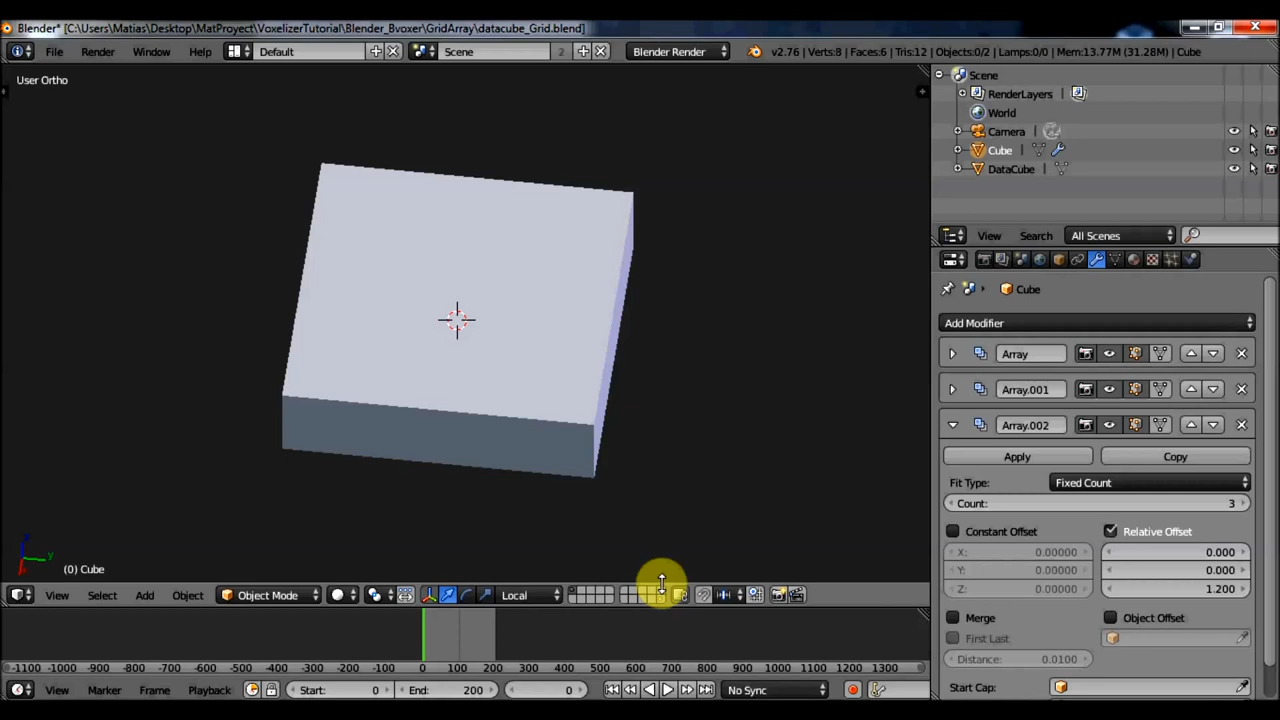 Blender* [C:\Users\Matias\Desktop\MatProyect\VoxelizerTutorial\Blender_Bvoxer\GridArray\datacube_Grid.blend]
File Render Window Help Default Scene 2 Blender Render v2.76 | Verts:8 | Faces:6 | Tris:12 | Objects:0/2 | Lamps:0/0 | Mem:13.77M (31.28M) | Cube
User Ortho
Scene
RenderLayers
World
Camera
Cube
DataCube
View Search All Scenes
Cube
Add Modifier
Array
Array.001
Array.002
Apply Copy
Fit Type: Fixed Count
Count: 3
Constant Offset Relative Offset
X: 0.00000 0.000
Y: 0.00000 0.000
Z: 0.00000 1.200
Merge Object Offset
First Last
Distance: 0.0100
Start Cap:
z
y
x
(0) Cube
View Select Add Object Object Mode Local
-1100 -1000 -900 -800 -700 -600 -500 -400 -300 -200 -100 0 100 200 300 400 500 600 700 800 900 1000 1100 1200 1300
View Marker Frame Playback Start: 0 End: 200 0 No Sync